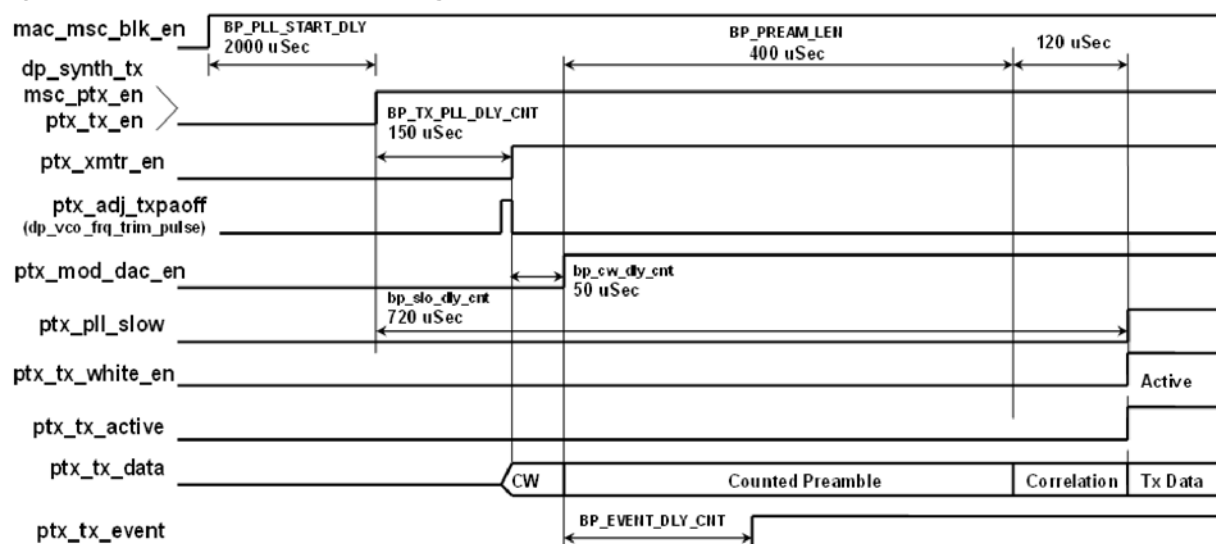 mac_msc_blk_en
BP_PLL_START_DLY
2000 uSec
BP_PREAM_LEN
400 uSec
120 uSec
dp_synth_tx
msc_ptx_en
ptx_tx_en
BP_TX_PLL_DLY_CNT
150 uSec
ptx_xmtr_en
ptx_adj_txpaoff
(dp_vco_frq_trim_pulse)
ptx_mod_dac_en
bp_cw_dly_cnt
50 uSec
bp_slo_dly_cnt
720 uSec
ptx_pll_slow
ptx_tx_white_en
Active
ptx_tx_active
ptx_tx_data
CW
Counted Preamble
Correlation
Tx Data
ptx_tx_event
BP_EVENT_DLY_CNT